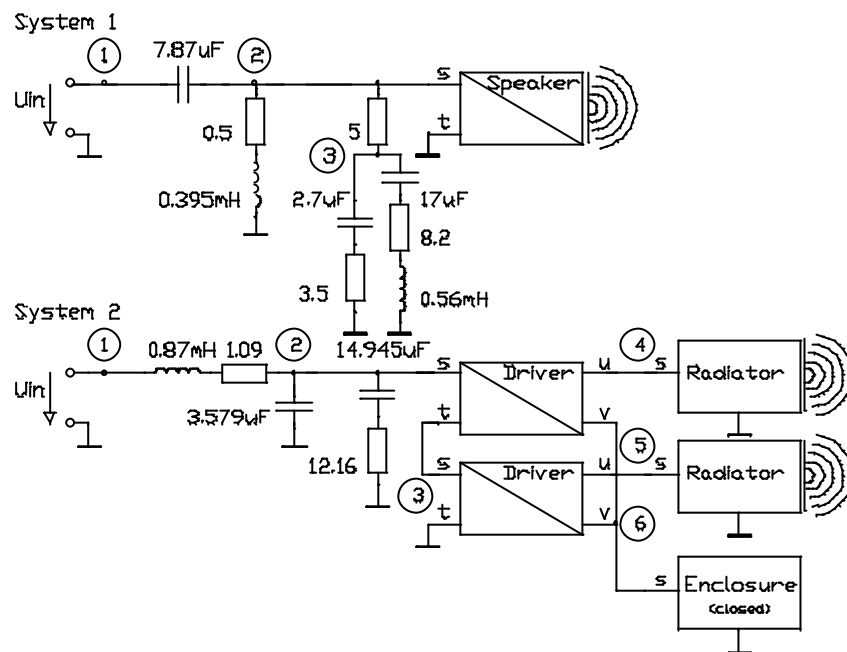 System 1
1
7.87uF
2
s
Speaker
Uin
0.5
5
t
3
0.395mH
2.7uF
17uF
8.2
3.5
0.56mH
System 2
1
0.87mH
1.09
2
14.945uF
s
Driver
u
4
s
Radiator
Uin
3.579uF
t
v
5
12.16
3
s
Driver
u
s
Radiator
t
v
6
s
Enclosure
(closed)